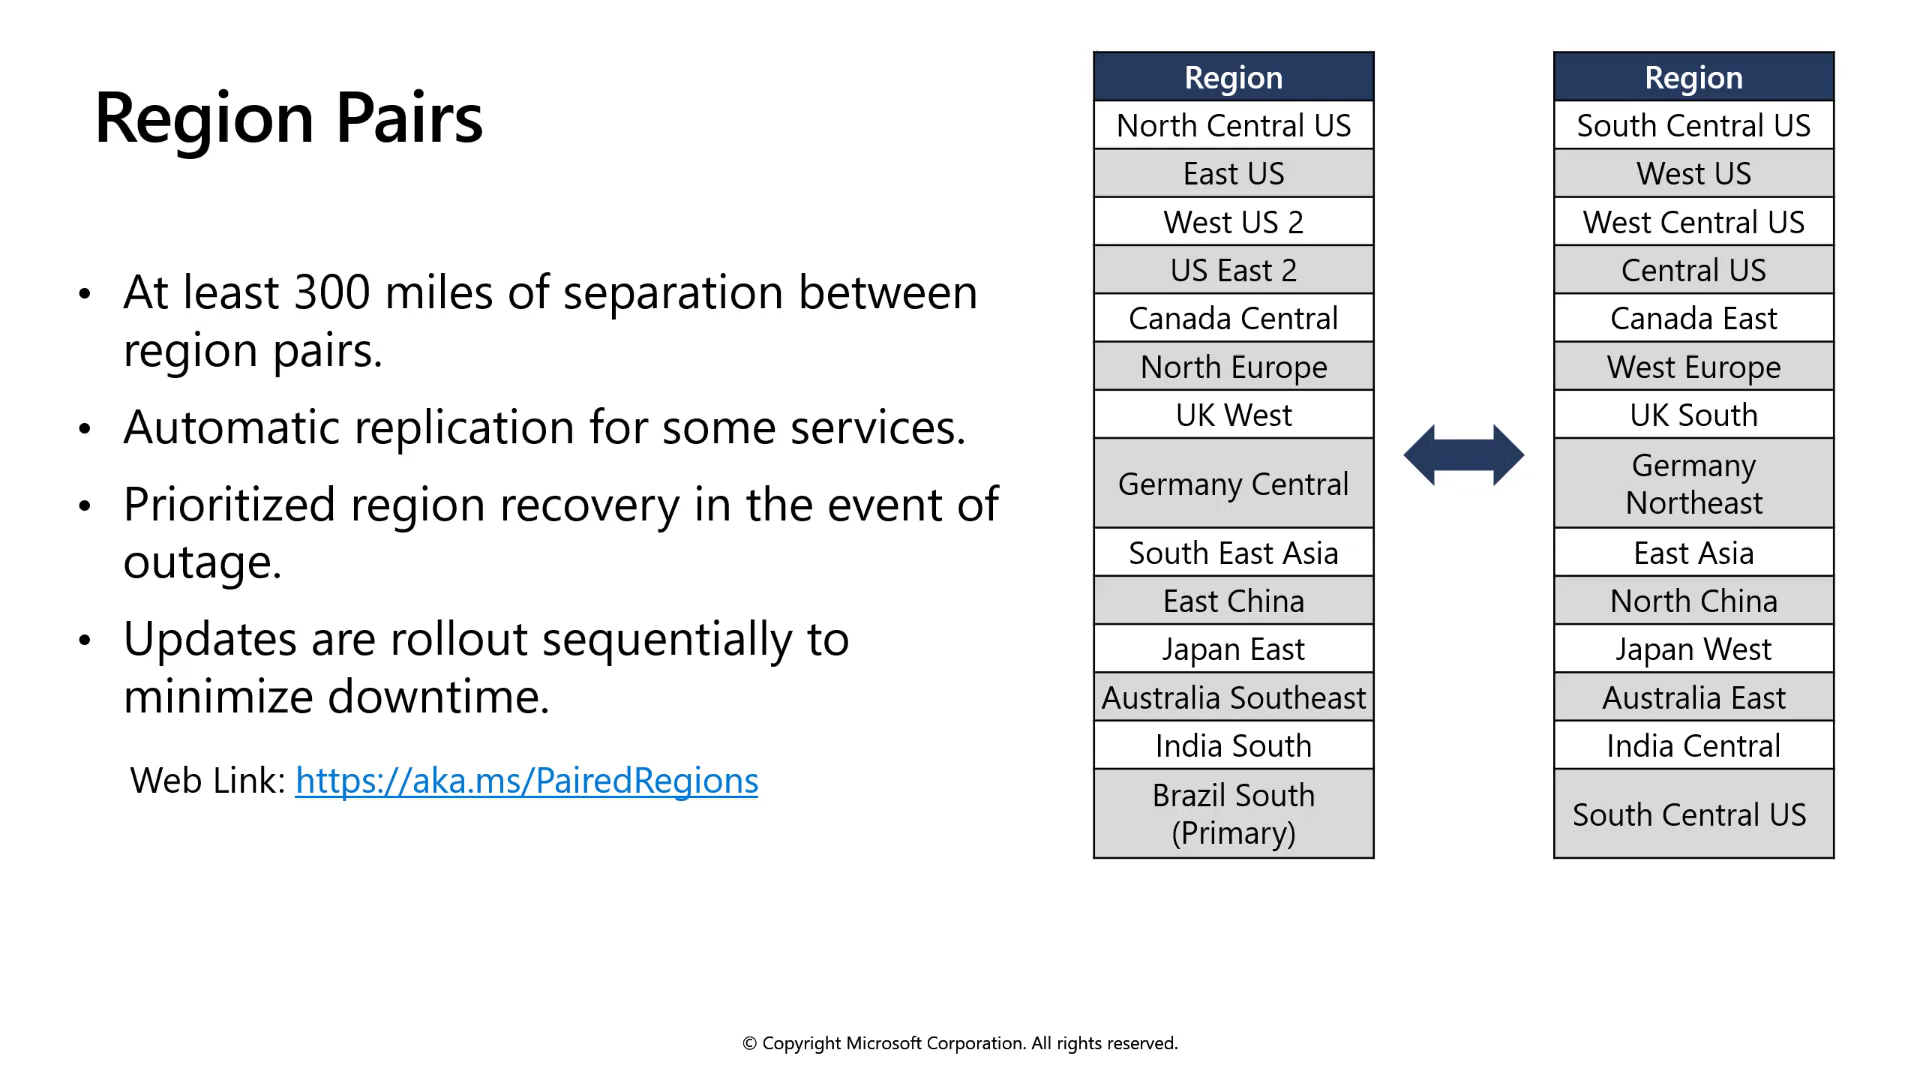 Region Pairs
• At least 300 miles of separation between
region pairs.
• Automatic replication for some services.
• Prioritized region recovery in the event of
outage.
• Updates are rollout sequentially to
minimize downtime.
Web Link: https://aka.ms/PairedRegions
Region
North Central US
East US
West US 2
US East 2
Canada Central
North Europe
UK West
Germany Central
South East Asia
East China
Japan East
Australia Southeast
India South
Brazil South
(Primary)
Region
South Central US
West US
West Central US
Central US
Canada East
West Europe
UK South
Germany
Northeast
East Asia
North China
Japan West
Australia East
India Central
South Central US
© Copyright Microsoft Corporation. All rights reserved.